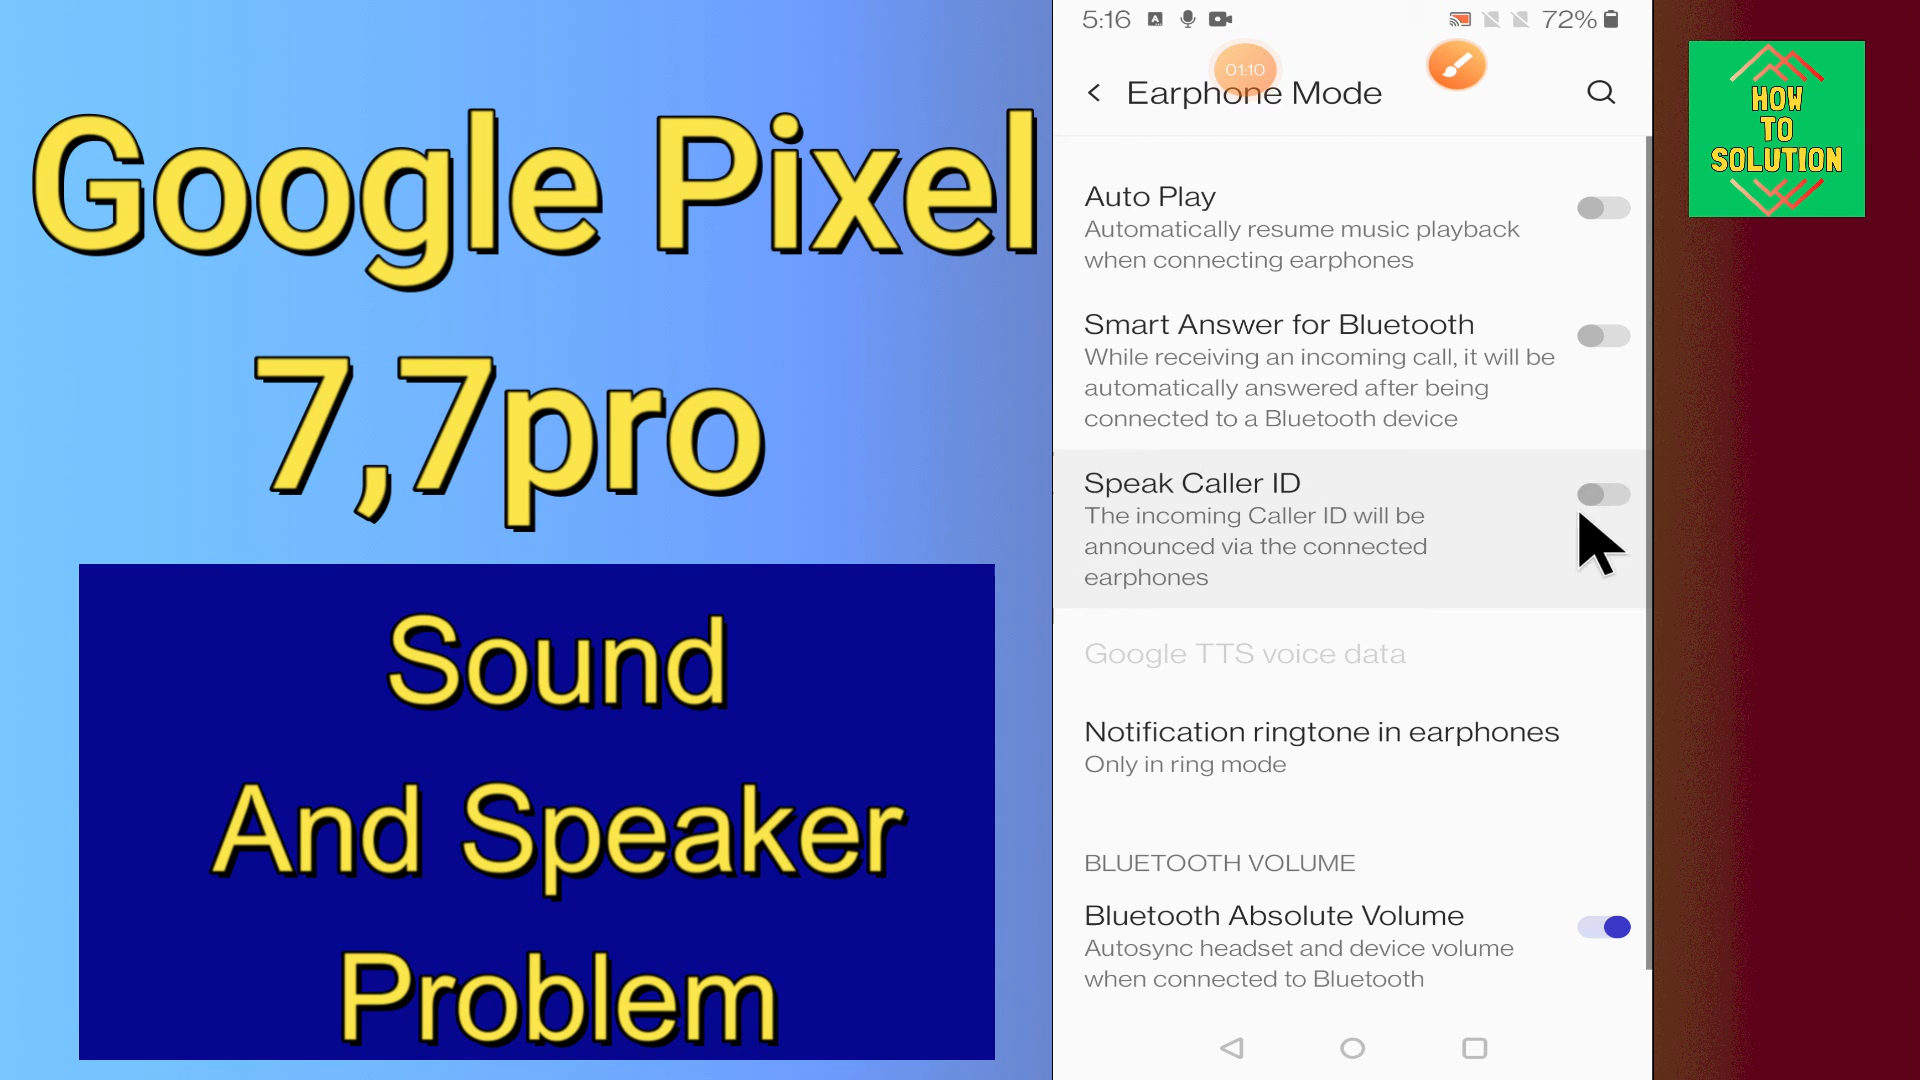 Google Pixel
7,7pro
Sound
And Speaker
Problem
5:16
A
72%
01:10
Earphone Mode
Auto Play
Automatically resume music playback
when connecting earphones
Smart Answer for Bluetooth
While receiving an incoming call, it will be
automatically answered after being
connected to a Bluetooth device
Speak Caller ID
The incoming Caller ID will be
announced via the connected
earphones
Google TTS voice data
Notification ringtone in earphones
Only in ring mode
BLUETOOTH VOLUME
Bluetooth Absolute Volume
Autosync headset and device volume
when connected to Bluetooth
HOW
TO
SOLUTION